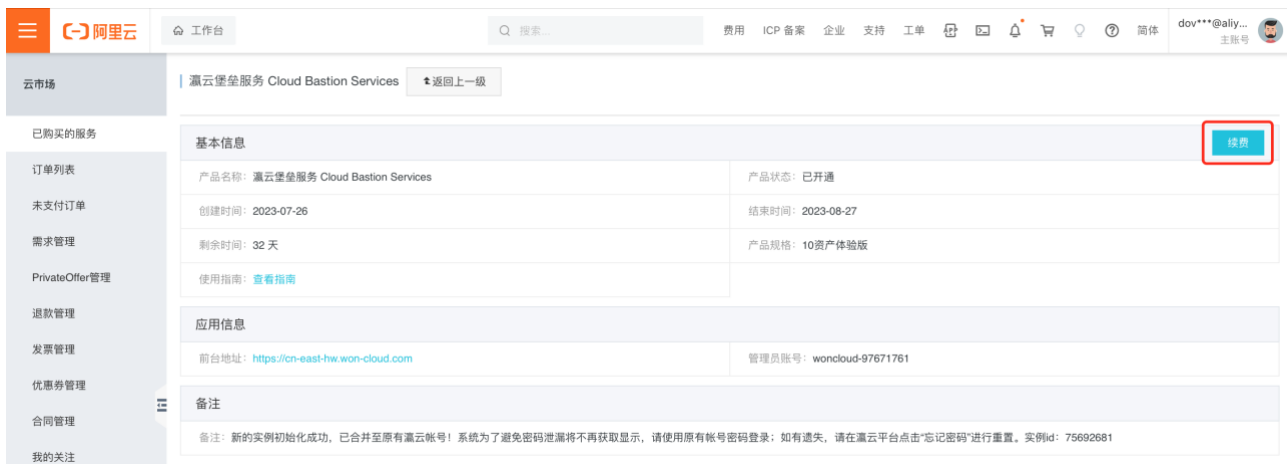 阿里云
工作台
搜索...
费用 ICP 备案 企业 支持 工单 简体
dov***@aliy...
主账号
云市场
瀛云堡垒服务 Cloud Bastion Services
返回上一级
已购买的服务
订单列表
未支付订单
需求管理
PrivateOffer管理
退款管理
发票管理
优惠券管理
合同管理
我的关注
基本信息
续费
产品名称：瀛云堡垒服务 Cloud Bastion Services
产品状态：已开通
创建时间：2023-07-26
结束时间：2023-08-27
剩余时间：32 天
产品规格：10资产体验版
使用指南：查看指南
应用信息
前台地址：https://cn-east-hw.won-cloud.com
管理员账号：woncloud-97671761
备注
备注：新的实例初始化成功，已合并至原有瀛云帐号！系统为了避免密码泄漏将不再获取显示，请使用原有帐号密码登录；如有遗失，请在瀛云平台点击“忘记密码”进行重置。实例id：75692681